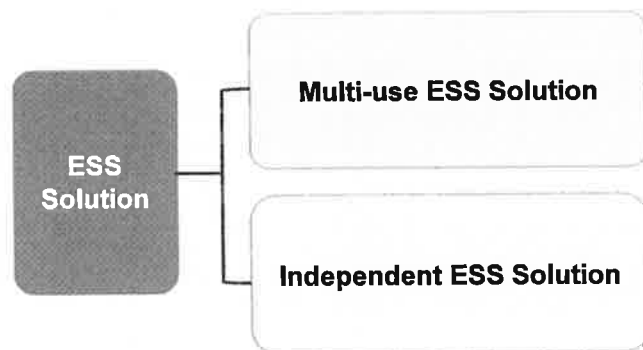 ESS
Solution
Multi-use ESS Solution
Independent ESS Solution